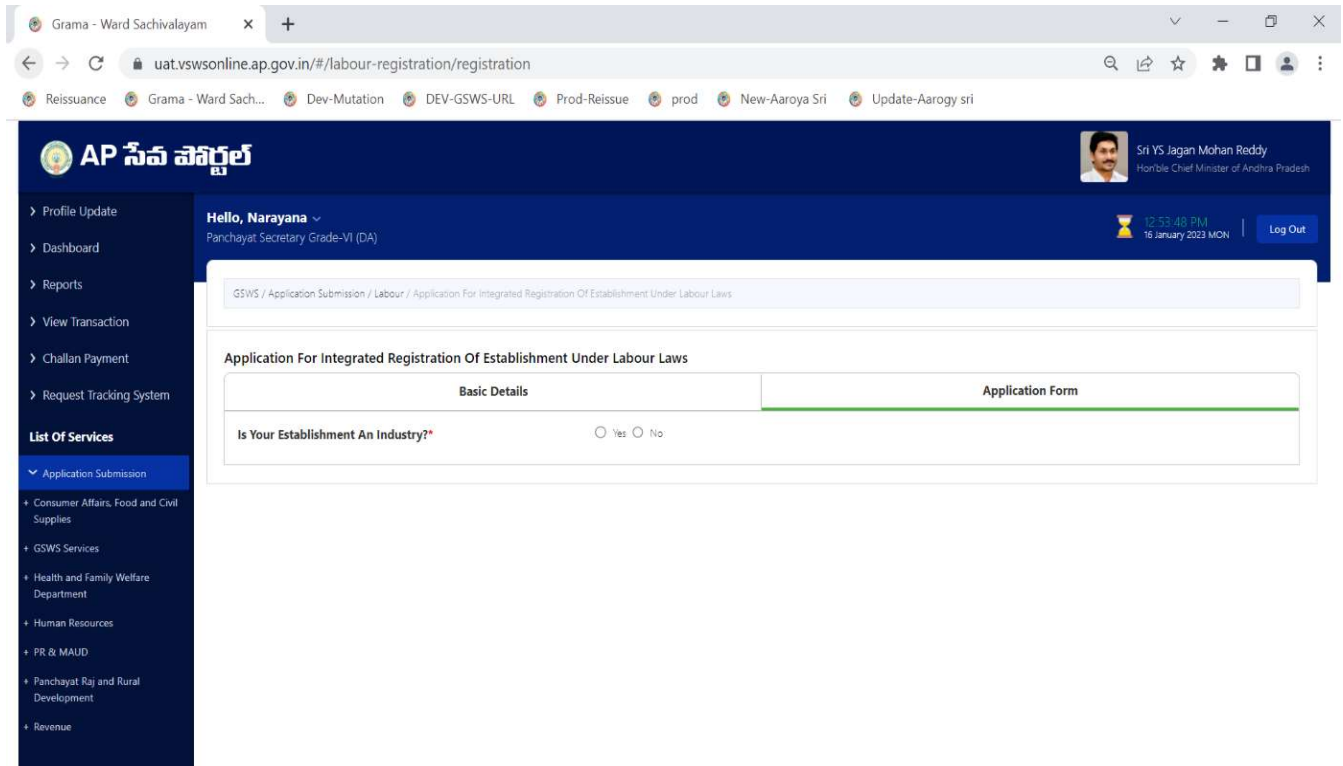 Grama - Ward Sachivalayam
uat.vswsonline.ap.gov.in/#/labour-registration/registration
Reissuance Grama - Ward Sach... Dev-Mutation DEV-GSWS-URL Prod-Reissue prod New-Aaroya Sri Update-Aarogy sri
AP సేవ పోర్టల్
Sri YS Jagan Mohan Reddy
Hon'ble Chief Minister of Andhra Pradesh
Profile Update
Dashboard
Reports
View Transaction
Challan Payment
Request Tracking System
List Of Services
Application Submission
+ Consumer Affairs, Food and Civil
Supplies
+ GSWS Services
+ Health and Family Welfare
Department
+ Human Resources
+ PR & MAUD
+ Panchayat Raj and Rural
Development
+ Revenue
Hello, Narayana
Panchayat Secretary Grade-VI (DA)
12:53:48 PM
16 January 2023 MON
Log Out
GSWS / Application Submission / Labour / Application For Integrated Registration Of Establishment Under Labour Laws
Application For Integrated Registration Of Establishment Under Labour Laws
Basic Details Application Form
Is Your Establishment An Industry?* Yes No